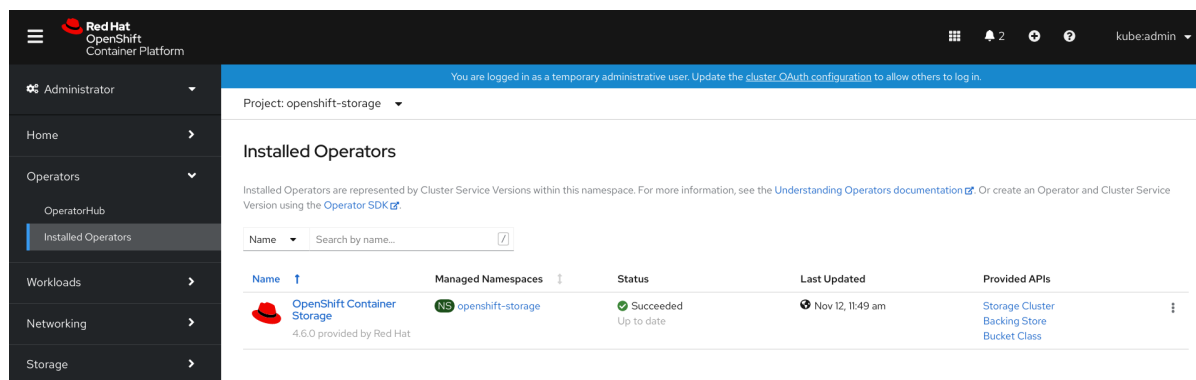 Red Hat
OpenShift
Container Platform
2
kube:admin
Administrator
You are logged in as a temporary administrative user. Update the cluster OAuth configuration to allow others to log in.
Project: openshift-storage
Home
Operators
OperatorHub
Installed Operators
Workloads
Networking
Storage
Installed Operators
Installed Operators are represented by Cluster Service Versions within this namespace. For more information, see the Understanding Operators documentation. Or create an Operator and Cluster Service
Version using the Operator SDK.
Name
Search by name...
/
Name
Managed Namespaces
Status
Last Updated
Provided APIs
OpenShift Container
Storage
4.6.0 provided by Red Hat
NS openshift-storage
Succeeded
Up to date
Nov 12, 11:49 am
Storage Cluster
Backing Store
Bucket Class